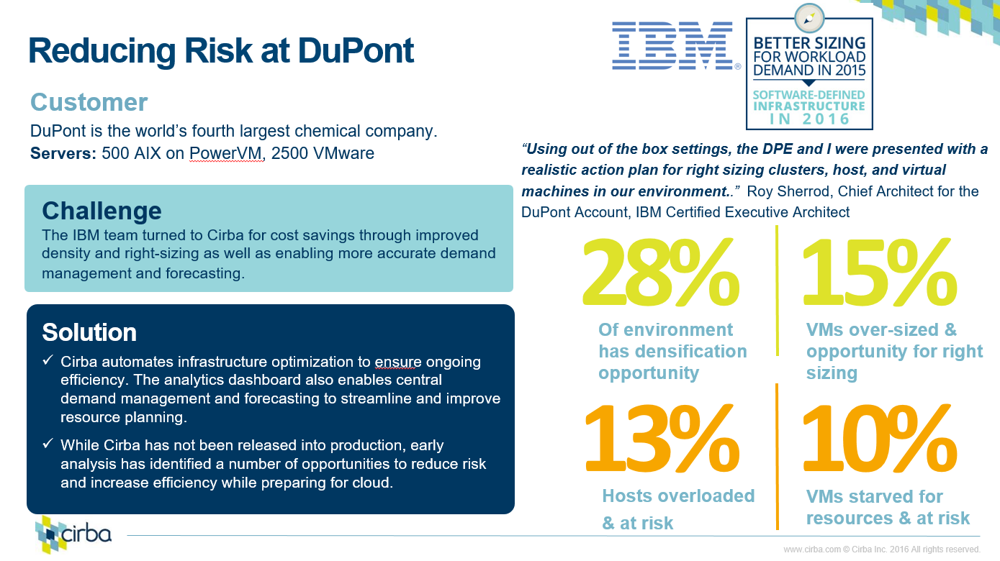 Reducing Risk at DuPont
IBM®
BETTER SIZING
FOR WORKLOAD
DEMAND IN 2015
SOFTWARE-DEFINED
INFRASTRUCTURE
IN 2016
Customer
DuPont is the world’s fourth largest chemical company.
Servers: 500 AIX on PowerVM, 2500 VMware
Challenge
The IBM team turned to Cirba for cost savings through improved
density and right-sizing as well as enabling more accurate demand
management and forecasting.
Solution
✓ Cirba automates infrastructure optimization to ensure ongoing
efficiency. The analytics dashboard also enables central
demand management and forecasting to streamline and improve
resource planning.
✓ While Cirba has not been released into production, early
analysis has identified a number of opportunities to reduce risk
and increase efficiency while preparing for cloud.
“Using out of the box settings, the DPE and I were presented with a
realistic action plan for right sizing clusters, host, and virtual
machines in our environment..” Roy Sherrod, Chief Architect for the
DuPont Account, IBM Certified Executive Architect
28%
Of environment
has densification
opportunity
15%
VMs over-sized &
opportunity for right
sizing
13%
Hosts overloaded
& at risk
10%
VMs starved for
resources & at risk
cirba
www.cirba.com © Cirba Inc. 2016 All rights reserved.